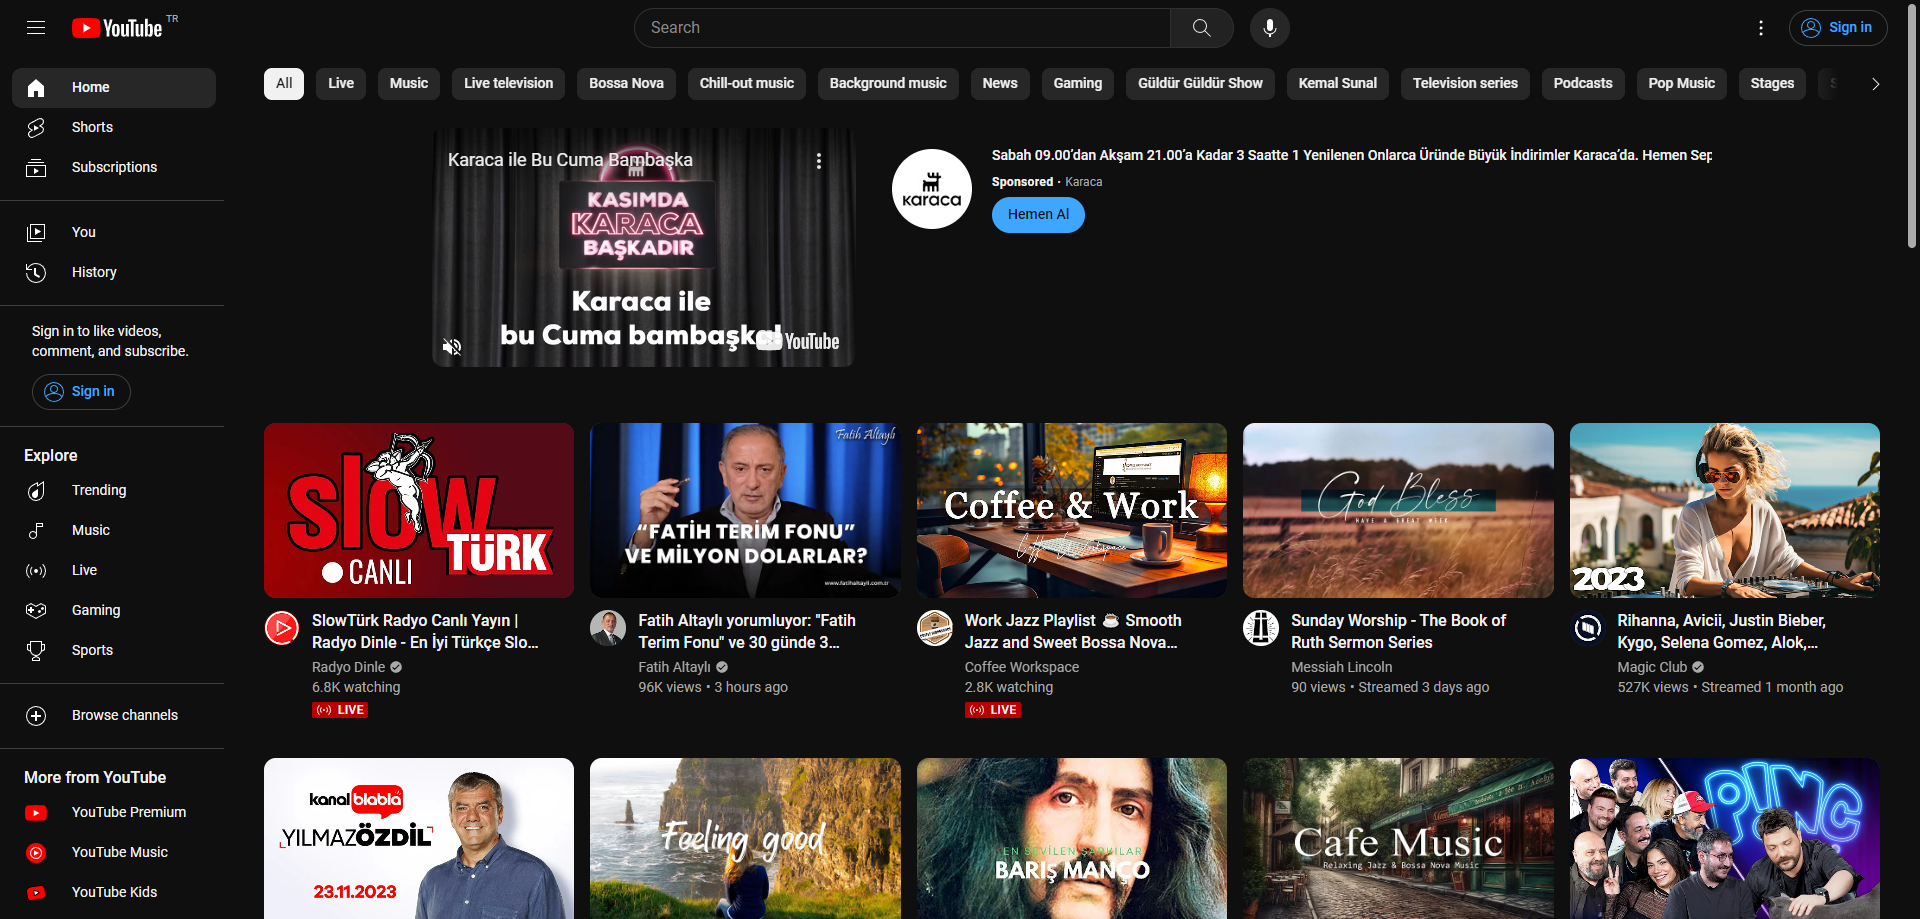 YouTube TR
Search
Sign in
Home
Shorts
Subscriptions
You
History
Sign in to like videos,
comment, and subscribe.
Sign in
Explore
Trending
Music
Live
Gaming
Sports
Browse channels
More from YouTube
YouTube Premium
YouTube Music
YouTube Kids
All
Live
Music
Live television
Bossa Nova
Chill-out music
Background music
News
Gaming
Güldür Güldür Show
Kemal Sunal
Television series
Podcasts
Pop Music
Stages
Karaca ile Bu Cuma Bambaşka
KASIMDA
KARACA
BAŞKADIR
Karaca ile
bu Cuma bambaşka!
YouTube
karaca
Sabah 09.00’dan Akşam 21.00’a Kadar 3 Saatte 1 Yenilenen Onlarca Üründe Büyük İndirimler Karaca’da. Hemen Sep
Sponsored · Karaca
Hemen Al
slow
TÜRK
CANLI
SlowTürk Radyo Canlı Yayın |
Radyo Dinle - En İyi Türkçe Slo...
Radyo Dinle
6.8K watching
LIVE
Fatih Altaylı
“FATİH TERİM FONU”
VE MİLYON DOLARLAR?
www.fatihaltayli.com.tr
Fatih Altaylı yorumluyor: "Fatih
Terim Fonu" ve 30 günde 3...
Fatih Altaylı
96K views • 3 hours ago
Coffee & Work
Coffee Workspace
Work Jazz Playlist ☕ Smooth
Jazz and Sweet Bossa Nova...
Coffee Workspace
2.8K watching
LIVE
God Bless
HAVE A GREAT WEEK
Sunday Worship - The Book of
Ruth Sermon Series
Messiah Lincoln
90 views • Streamed 3 days ago
2023
Rihanna, Avicii, Justin Bieber,
Kygo, Selena Gomez, Alok,...
Magic Club
527K views • Streamed 1 month ago
kanal blabla
YILMAZ ÖZDİL
23.11.2023
Feeling good
EN SEVİLEN ŞARKILAR
BARIŞ MANÇO
Cafe Music
Relaxing Jazz & Bossa Nova Music
PING